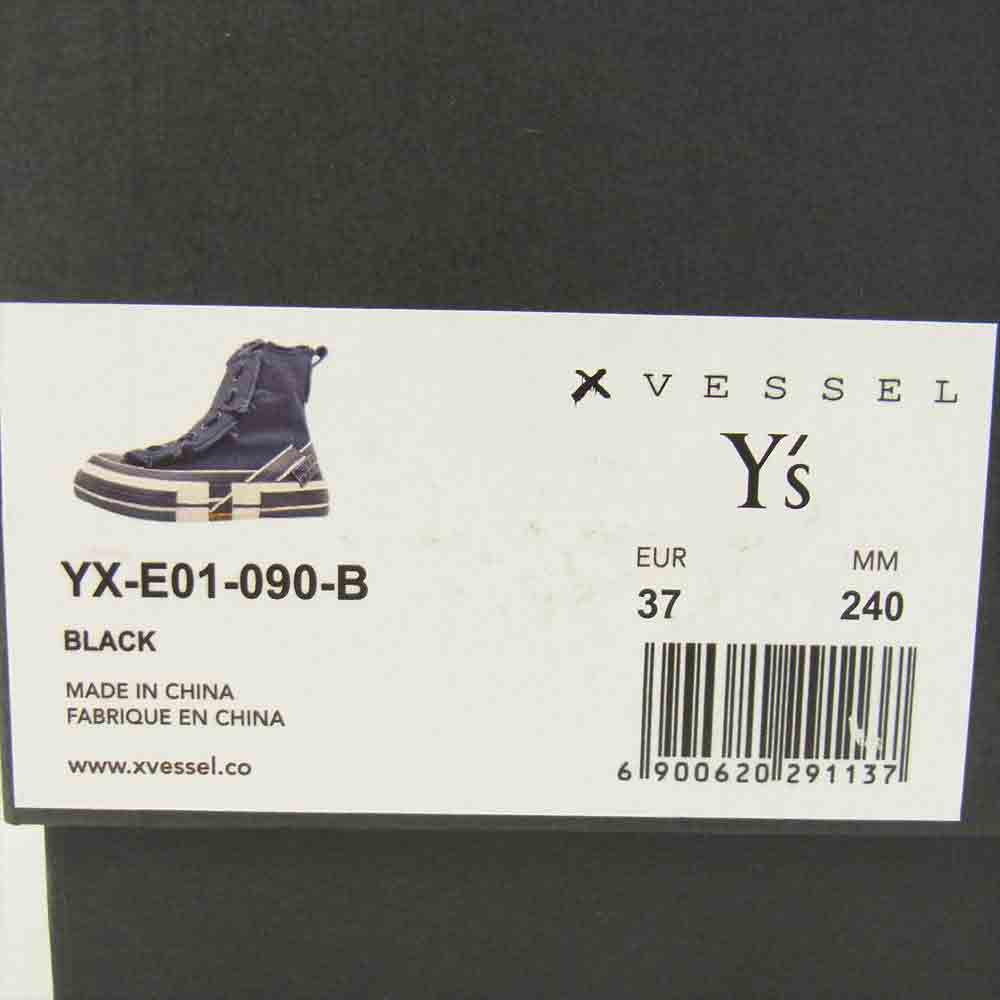 X VESSEL
Y's
YX-E01-090-B
BLACK
MADE IN CHINA
FABRIQUE EN CHINA
www.xvessel.co
EUR MM
37 240
6 900620 291137